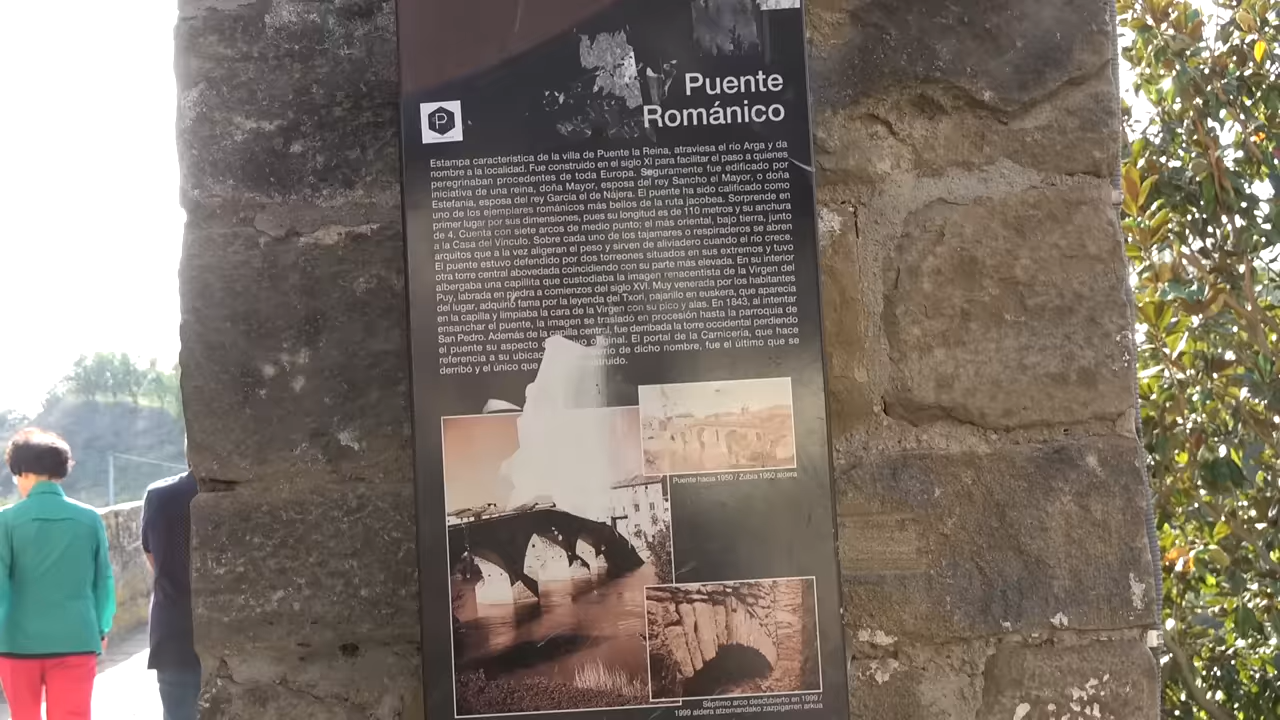 P
Puente
Románico
Estampa característica de la villa de Puente la Reina, atraviesa el río Arga y da
nombre a la localidad. Fue construido en el siglo XI para facilitar el paso a quienes
peregrinaban procedentes de toda Europa. Seguramente fue edificado por
iniciativa de una reina, doña Mayor, esposa del rey Sancho el Mayor, o doña
Estefanía, esposa del rey García el de Nájera. El puente ha sido calificado como
uno de los ejemplares románicos más bellos de la ruta jacobea. Sorprende en
primer lugar por sus dimensiones, pues su longitud es de 110 metros y su anchura
de 4. Cuenta con siete arcos de medio punto; el más oriental, bajo tierra, junto
a la Casa del Vínculo. Sobre cada uno de los tajamares o respiraderos se abren
arquitos que a la vez aligeran el peso y sirven de aliviadero cuando el río crece.
El puente estuvo defendido por dos torreones situados en sus extremos y tuvo
otra torre central abovedada coincidiendo con su parte más elevada. En su interior
albergaba una capillita que custodiaba la imagen renacentista de la Virgen del
Puy, labrada en piedra a comienzos del siglo XVI. Muy venerada por los habitantes
del lugar, adquirió fama por la leyenda del Txori, pajarillo en euskera, que aparecía
en la capilla y limpiaba la cara de la Virgen con su pico y alas. En 1843, al intentar
ensanchar el puente, la imagen se trasladó en procesión hasta la parroquia de
San Pedro. Además de la capilla central, fue derribada la torre occidental perdiendo
el puente su aspecto original. El portal de la Carnicería, que hace
referencia a su de dicho nombre, fue el último que se
derribó y el único que
Puente hacia 1950 / Zubia 1950 aldera
Séptimo arco descubierto en 1999 /
1999 aldera atzemandako zazpigarren arkua